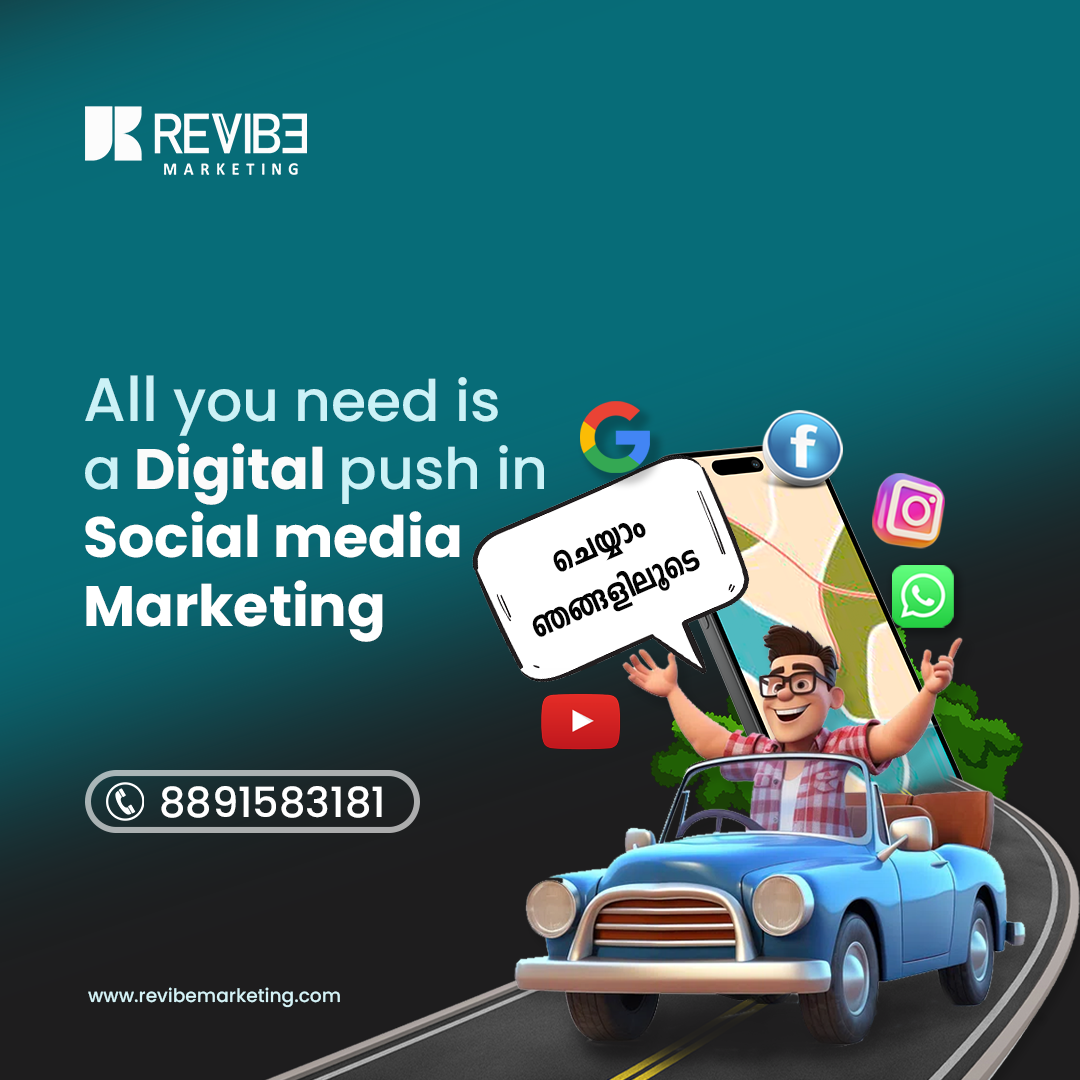 REVIBE
MARKETING
All you need is
a Digital push in
Social media
Marketing
ചെയ്യാം
ഞങ്ങളിലൂടെ
8891583181
www.revibemarketing.com